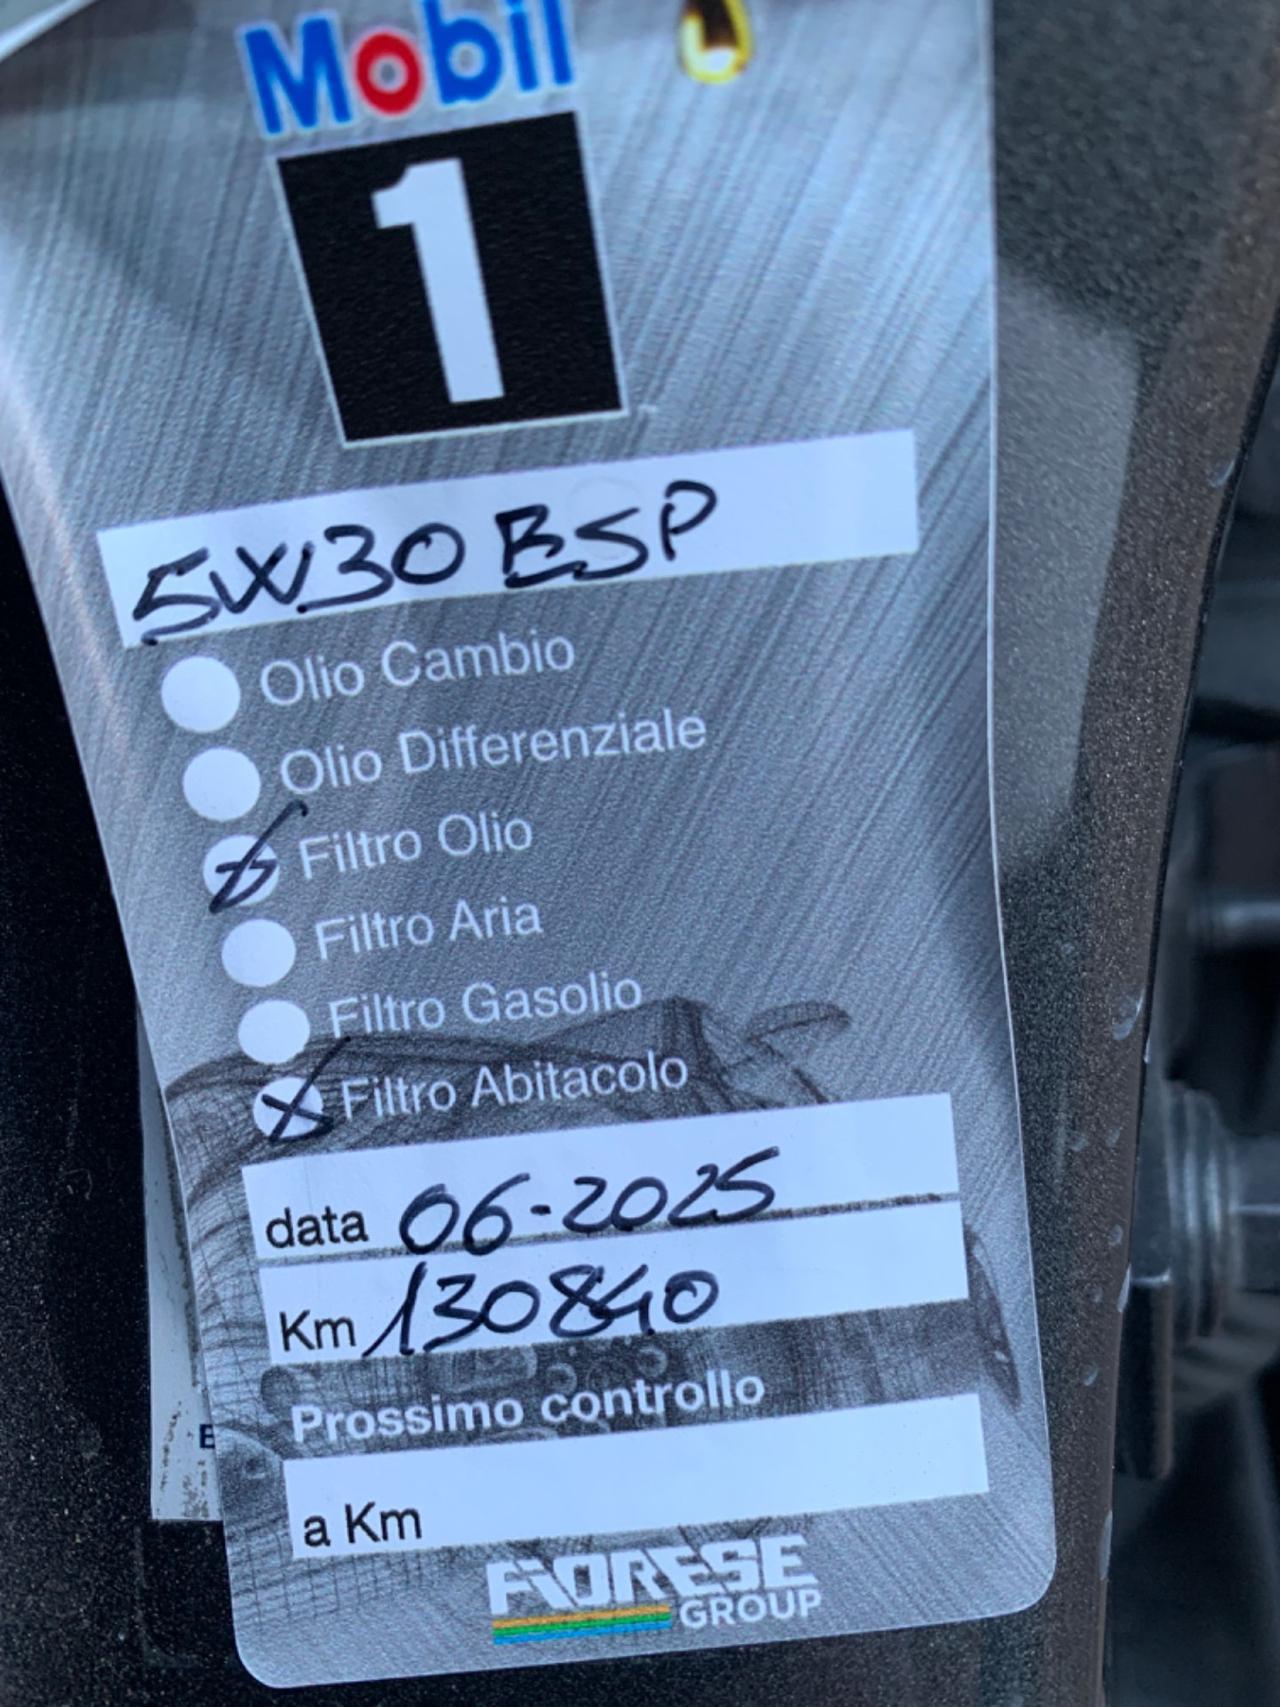 Mobil
1
5W30 ESP
Olio Cambio
Olio Differenziale
Filtro Olio
Filtro Aria
Filtro Gasolio
Filtro Abitacolo
data 06-2025
Km 130840
Prossimo controllo
a Km
FIORESE
GROUP